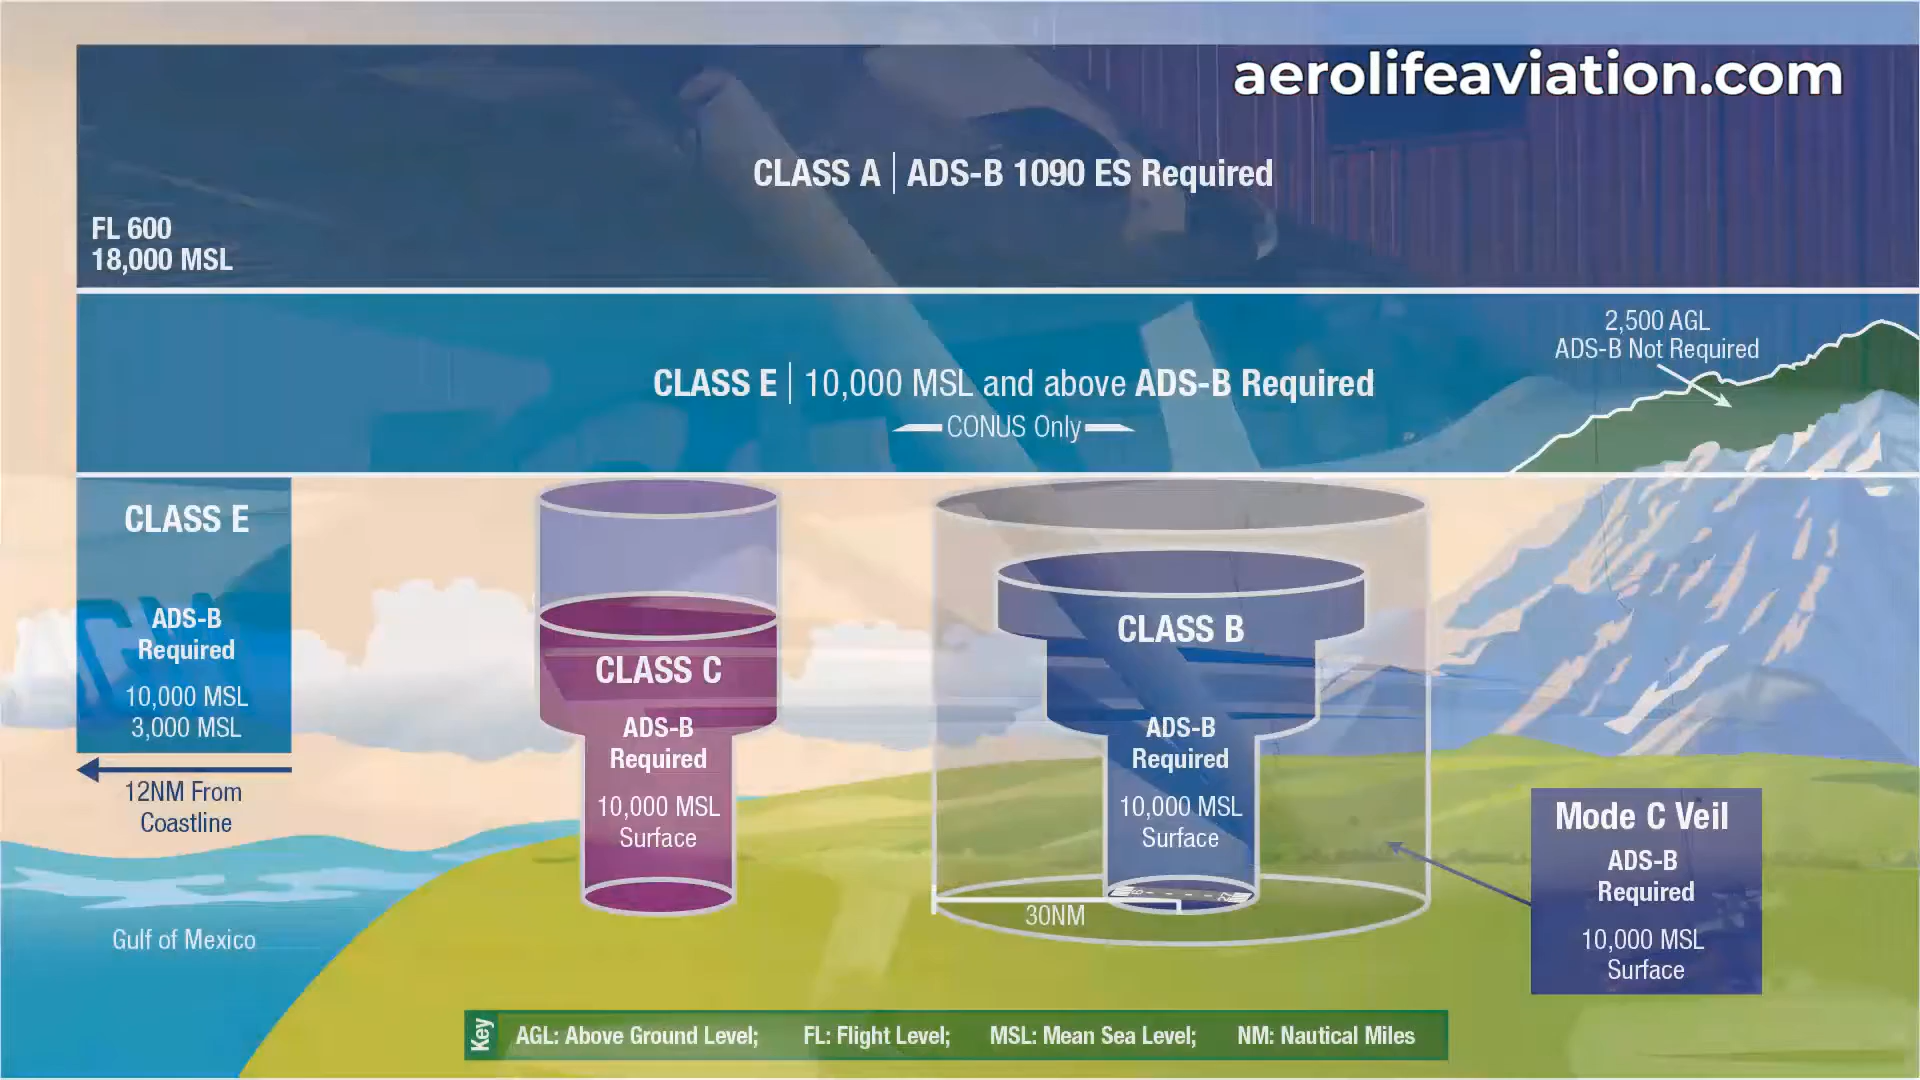 aerolifeaviation.com
CLASS A | ADS-B 1090 ES Required
FL 600
18,000 MSL
2,500 AGL
ADS-B Not Required
CLASS E | 10,000 MSL and above ADS-B Required
CONUS Only
CLASS E
ADS-B
Required
10,000 MSL
3,000 MSL
12NM From
Coastline
Gulf of Mexico
CLASS C
ADS-B
Required
10,000 MSL
Surface
CLASS B
ADS-B
Required
10,000 MSL
Surface
30NM
Mode C Veil
ADS-B
Required
10,000 MSL
Surface
Key
AGL: Above Ground Level; FL: Flight Level; MSL: Mean Sea Level; NM: Nautical Miles